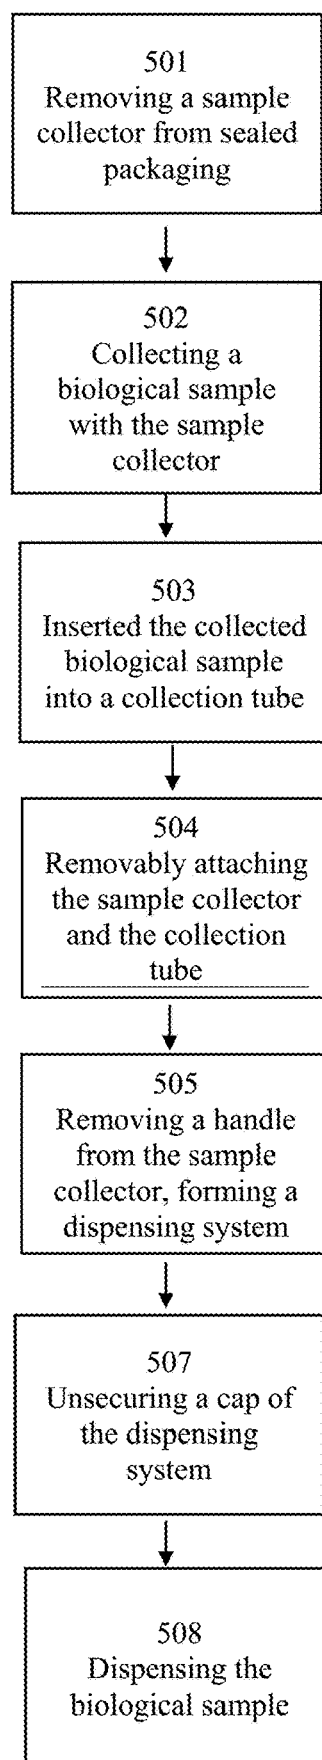 501
Removing a sample
collector from sealed
packaging
502
Collecting a
biological sample
with the sample
collector
503
Inserted the collected
biological sample
into a collection tube
504
Removably attaching
the sample collector
and the collection
tube
505
Removing a handle
from the sample
collector, forming a
dispensing system
507
Unsecuring a cap of
the dispensing
system
508
Dispensing the
biological sample